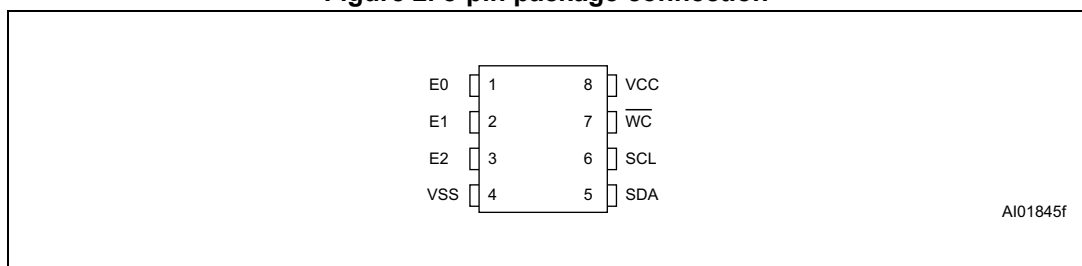 Figure 2. 8-pin package connection
E0 1 8 VCC
E1 2 7 W̅C̅
E2 3 6 SCL
VSS 4 5 SDA
AI01845f